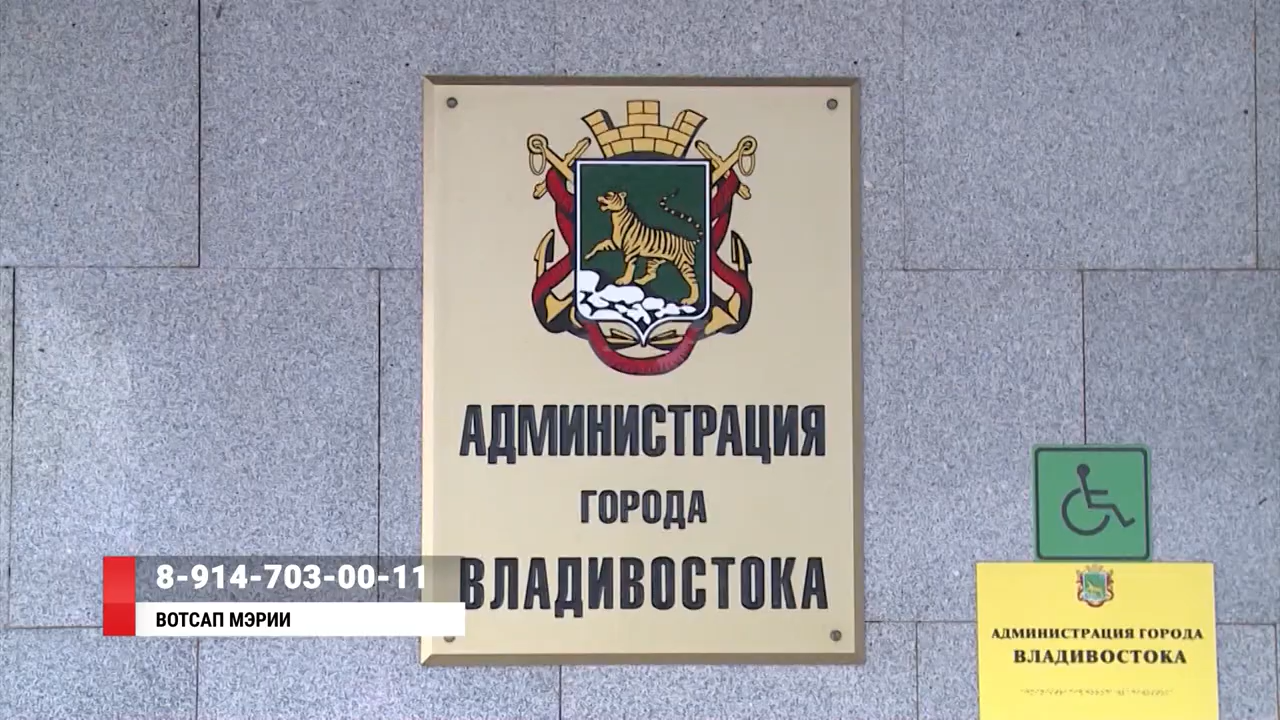 АДМИНИСТРАЦИЯ
ГОРОДА
ВЛАДИВОСТОКА
8-914-703-00-11
ВОТСАП МЭРИИ
АДМИНИСТРАЦИЯ ГОРОДА
ВЛАДИВОСТОКА